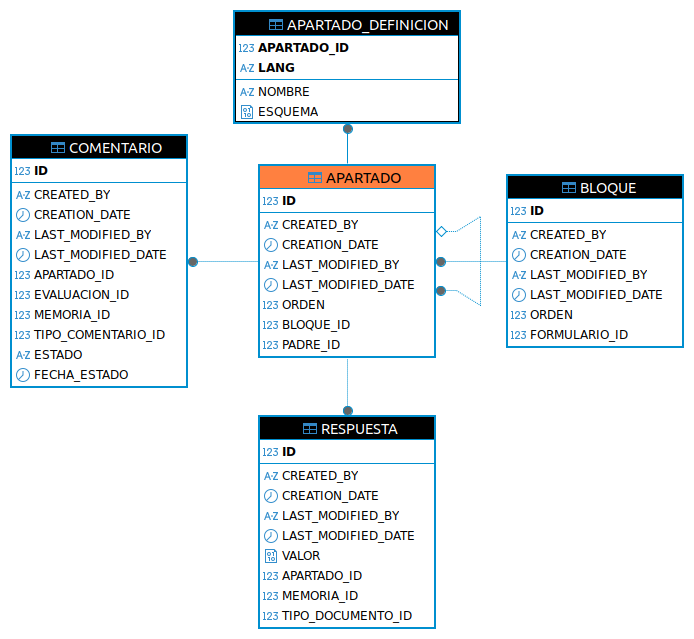 APARTADO_DEFINICION
123 APARTADO_ID
A-Z LANG
A-Z NOMBRE
ESQUEMA
COMENTARIO
123 ID
A-Z CREATED_BY
CREATION_DATE
A-Z LAST_MODIFIED_BY
LAST_MODIFIED_DATE
123 APARTADO_ID
123 EVALUACION_ID
123 MEMORIA_ID
123 TIPO_COMENTARIO_ID
A-Z ESTADO
FECHA_ESTADO
APARTADO
123 ID
A-Z CREATED_BY
CREATION_DATE
A-Z LAST_MODIFIED_BY
LAST_MODIFIED_DATE
123 ORDEN
123 BLOQUE_ID
123 PADRE_ID
BLOQUE
123 ID
A-Z CREATED_BY
CREATION_DATE
A-Z LAST_MODIFIED_BY
LAST_MODIFIED_DATE
123 ORDEN
123 FORMULARIO_ID
RESPUESTA
123 ID
A-Z CREATED_BY
CREATION_DATE
A-Z LAST_MODIFIED_BY
LAST_MODIFIED_DATE
VALOR
123 APARTADO_ID
123 MEMORIA_ID
123 TIPO_DOCUMENTO_ID